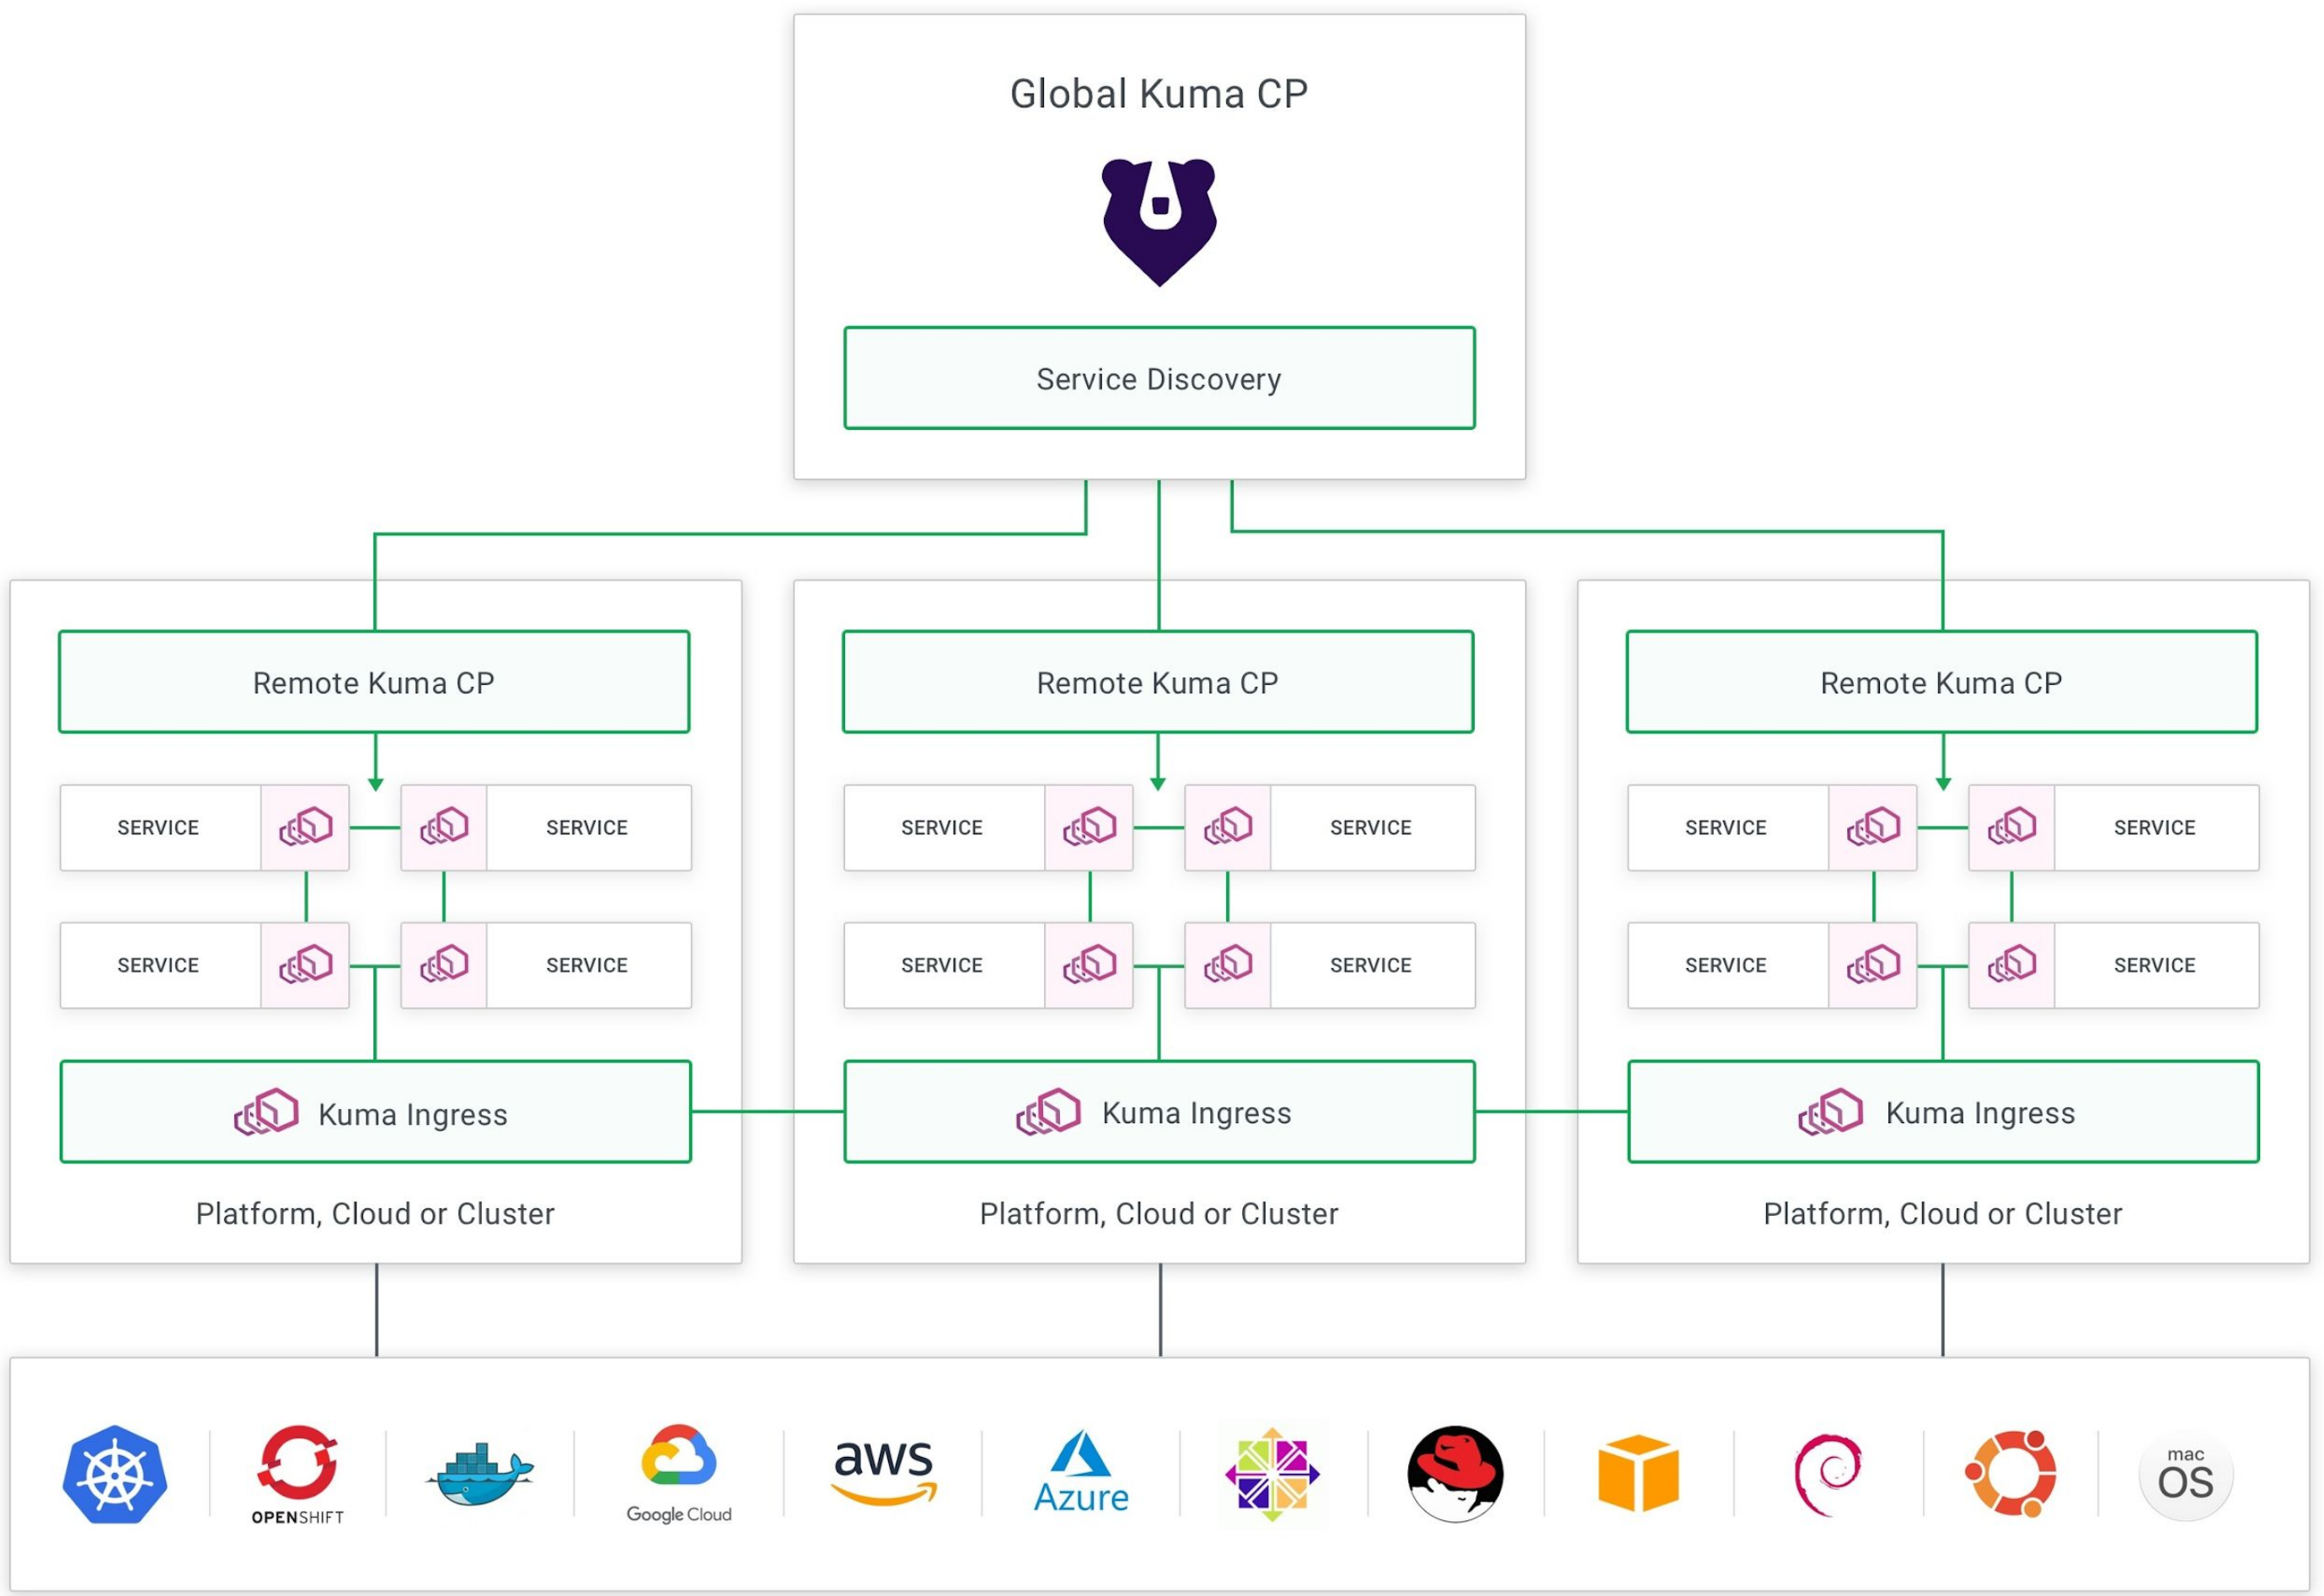 Global Kuma CP
Service Discovery
Remote Kuma CP
Remote Kuma CP
Remote Kuma CP
SERVICE
SERVICE
SERVICE
SERVICE
SERVICE
SERVICE
SERVICE
SERVICE
SERVICE
SERVICE
SERVICE
SERVICE
Kuma Ingress
Kuma Ingress
Kuma Ingress
Platform, Cloud or Cluster
Platform, Cloud or Cluster
Platform, Cloud or Cluster
OPENSHIFT
Google Cloud
aws
Azure
mac
OS